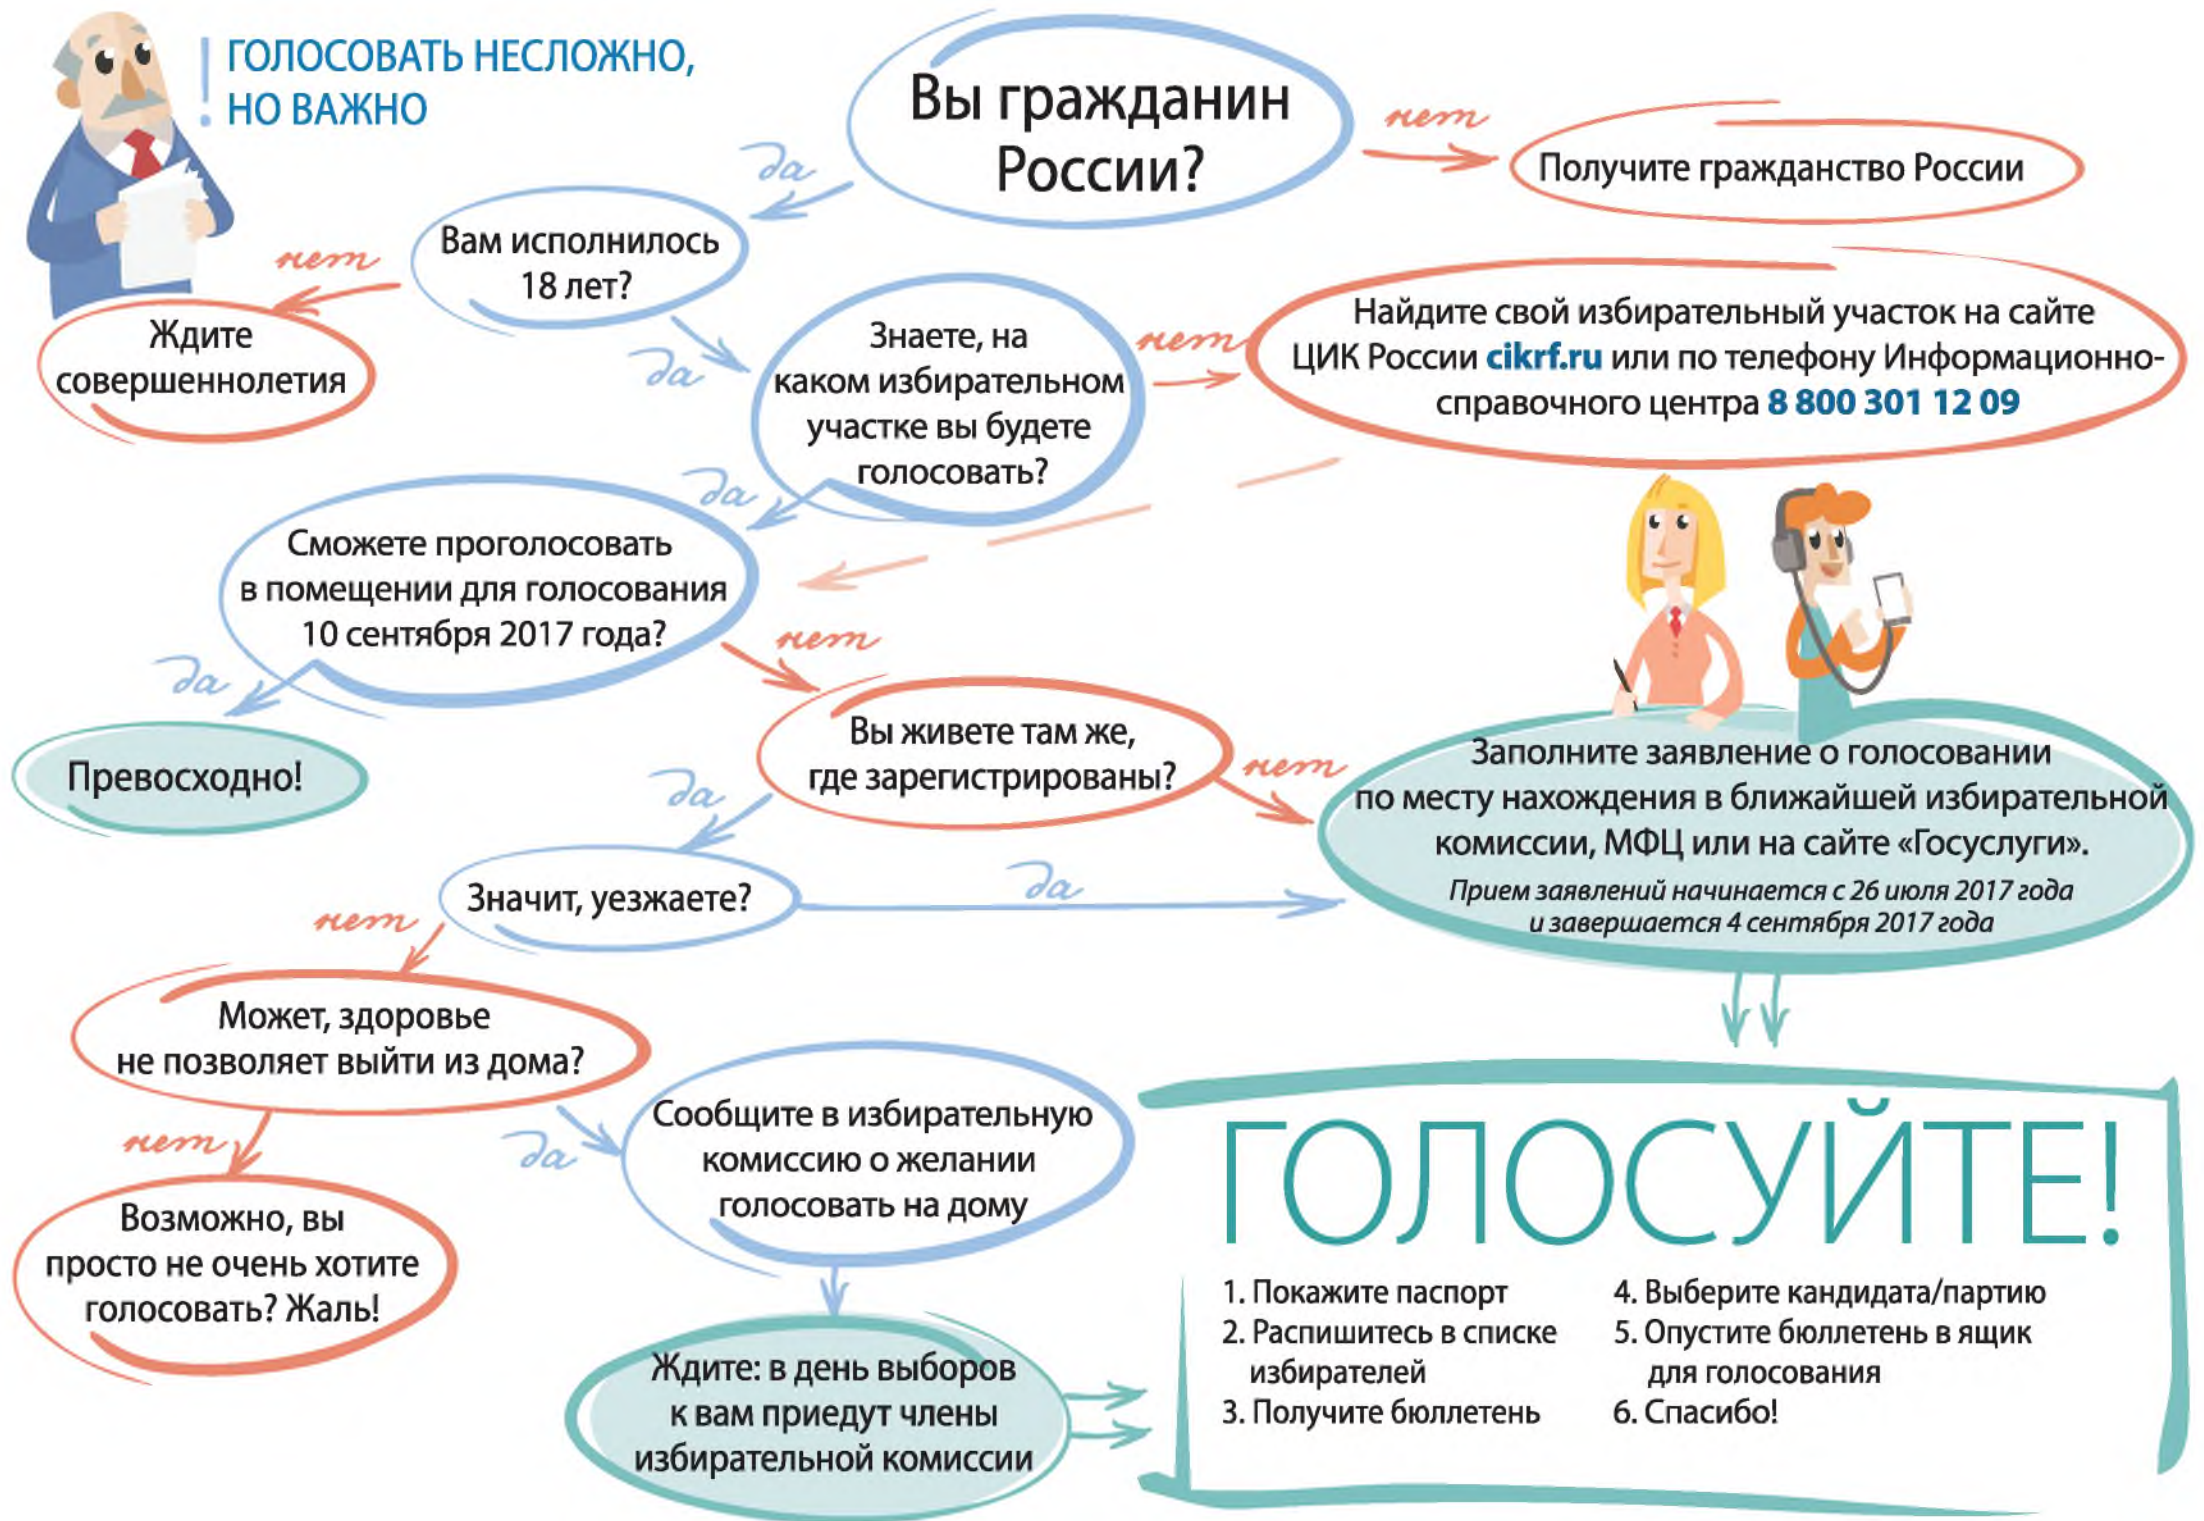 ГОЛОСОВАТЬ НЕСЛОЖНО,
НО ВАЖНО
Вы гражданин
России?
нет
Получите гражданство России
да
Вам исполнилось
18 лет?
нет
Ждите
совершеннолетия
да
Знаете, на
каком избирательном
участке вы будете
голосовать?
нет
Найдите свой избирательный участок на сайте
ЦИК России cikrf.ru или по телефону Информационно-
справочного центра 8 800 301 12 09
да
Сможете проголосовать
в помещении для голосования
10 сентября 2017 года?
да
Превосходно!
нет
Вы живете там же,
где зарегистрированы?
нет
Заполните заявление о голосовании
по месту нахождения в ближайшей избирательной
комиссии, МФЦ или на сайте «Госуслуги».
Прием заявлений начинается с 26 июля 2017 года
и завершается 4 сентября 2017 года
да
Значит, уезжаете?
да
нет
Может, здоровье
не позволяет выйти из дома?
нет
Возможно, вы
просто не очень хотите
голосовать? Жаль!
да
Сообщите в избирательную
комиссию о желании
голосовать на дому
Ждите: в день выборов
к вам приедут члены
избирательной комиссии
ГОЛОСУЙТЕ!
1. Покажите паспорт
2. Распишитесь в списке
избирателей
3. Получите бюллетень
4. Выберите кандидата/партию
5. Опустите бюллетень в ящик
для голосования
6. Спасибо!